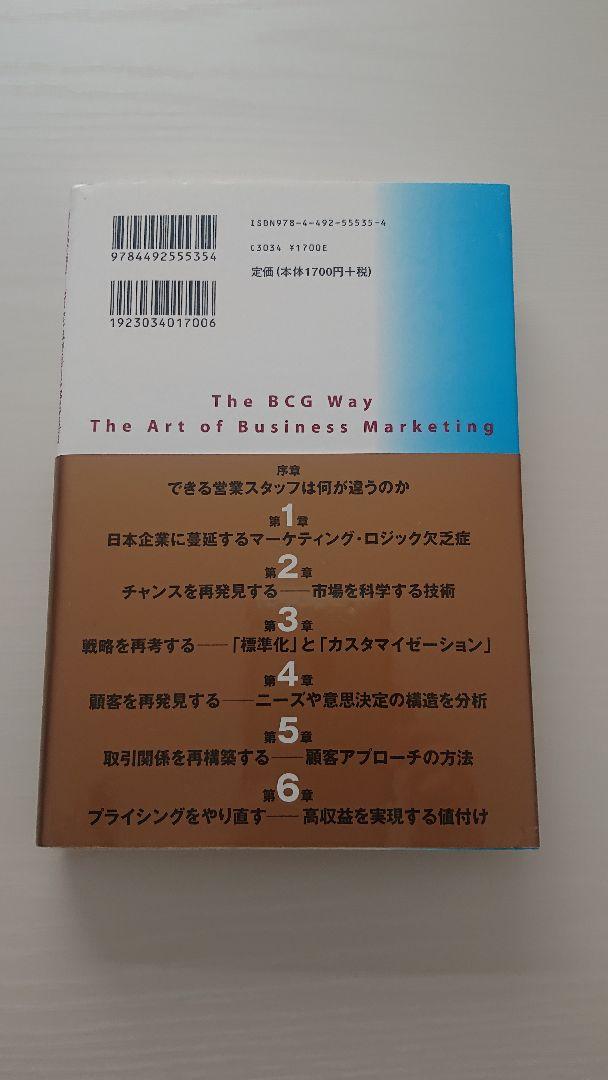 ISBN978-4-492-55535-4
9784492555354
C3034 ¥1700E
定価(本体1700円+税)
1923034017006
The BCG Way
The Art of Business Marketing
序章
できる営業スタッフは何が違うのか
第1章
日本企業に蔓延するマーケティング・ロジック欠乏症
第2章
チャンスを再発見する──市場を科学する技術
第3章
戦略を再考する──「標準化」と「カスタマイゼーション」
第4章
顧客を再発見する──ニーズや意思決定の構造を分析
第5章
取引関係を再構築する──顧客アプローチの方法
第6章
プライシングをやり直す──高収益を実現する値付け